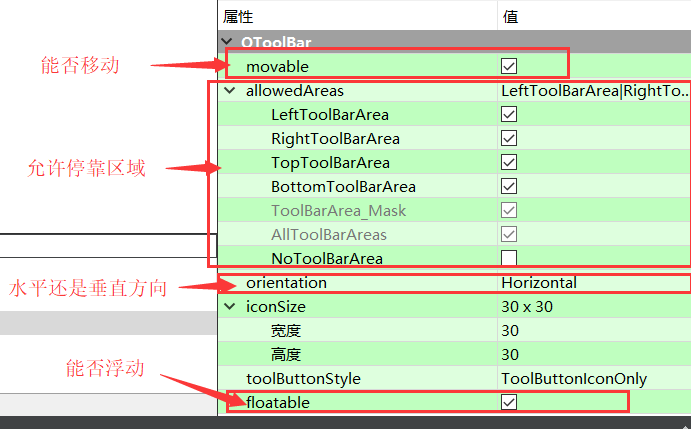 属性 值
QToolBar
能否移动 movable
allowedAreas LeftToolBarArea|RightTo...
LeftToolBarArea
RightToolBarArea
允许停靠区域 TopToolBarArea
BottomToolBarArea
ToolBarArea_Mask
AllToolBarAreas
NoToolBarArea
水平还是垂直方向 orientation Horizontal
iconSize 30 x 30
宽度 30
高度 30
能否浮动
toolButtonStyle ToolButtonIconOnly
floatable